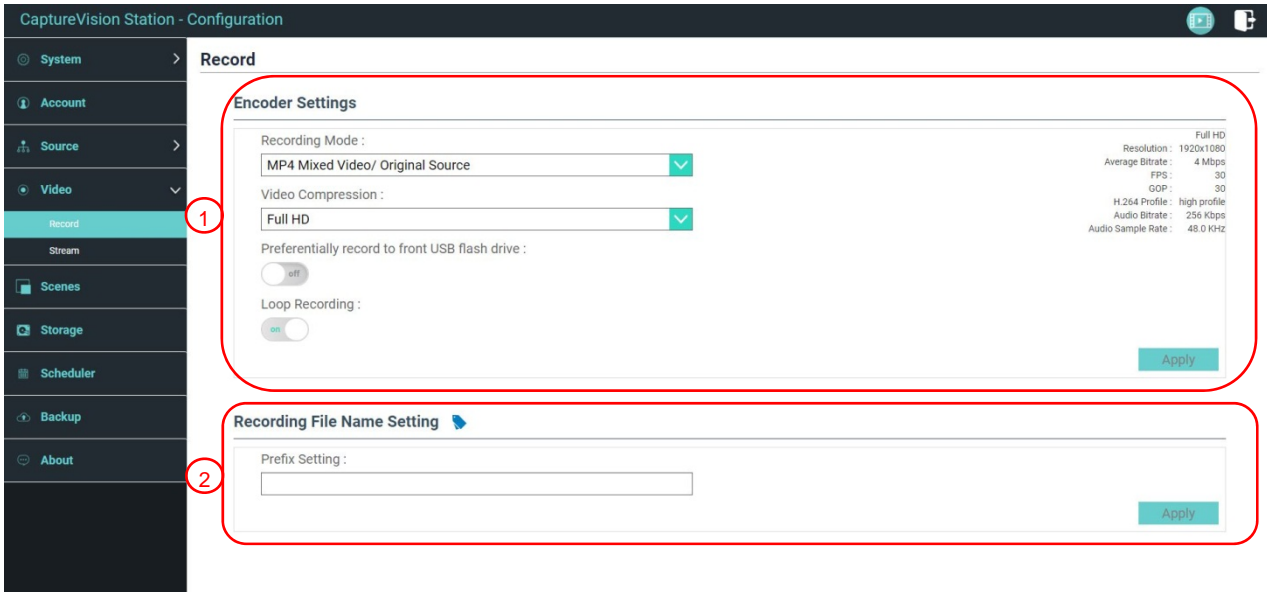 CaptureVision Station - Configuration
System
Account
Source
Video
Record
Stream
Scenes
Storage
Scheduler
Backup
About
Record
1
Encoder Settings
Recording Mode :
MP4 Mixed Video/ Original Source
Video Compression :
Full HD
Preferentially record to front USB flash drive :
off
Loop Recording :
on
Full HD
Resolution : 1920x1080
Average Bitrate : 4 Mbps
FPS : 30
GOP : 30
H.264 Profile : high profile
Audio Bitrate : 256 Kbps
Audio Sample Rate : 48.0 KHz
Apply
2
Recording File Name Setting
Prefix Setting :
Apply